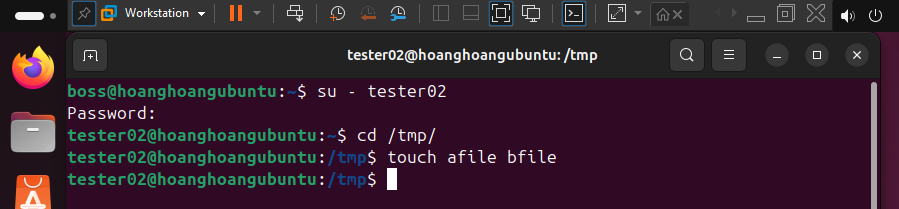 Workstation
tester02@hoanghoangubuntu: /tmp
boss@hoanghoangubuntu:~$ su - tester02
Password:
tester02@hoanghoangubuntu:~$ cd /tmp/
tester02@hoanghoangubuntu:/tmp$ touch afile bfile
tester02@hoanghoangubuntu:/tmp$